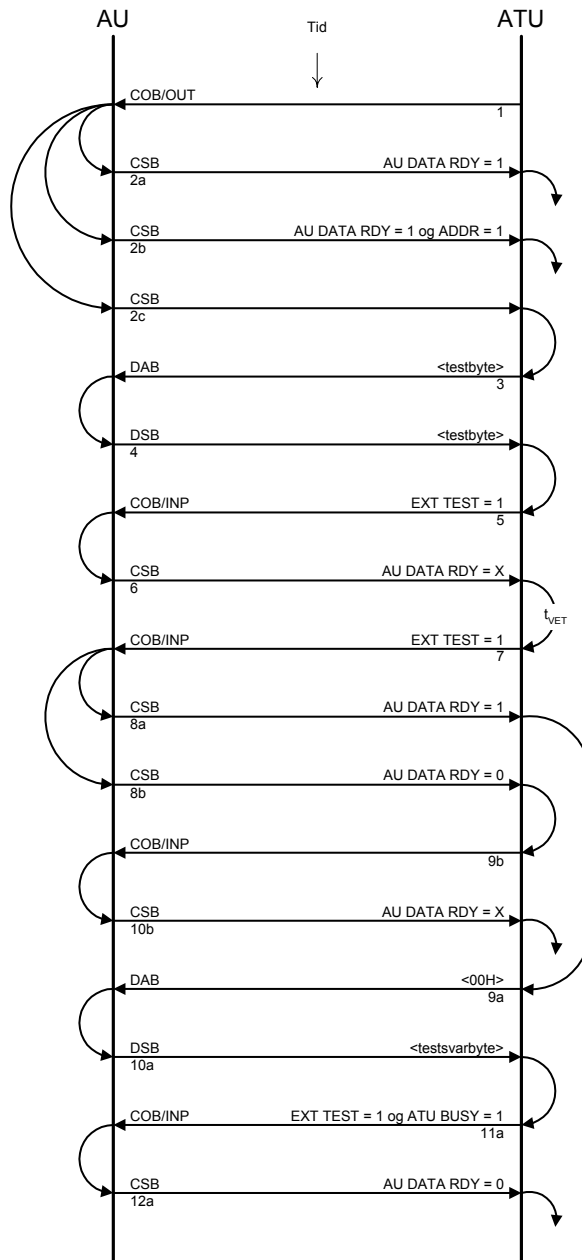 AU
ATU
Tid
COB/OUT
1
CSB AU DATA RDY = 1
2a
CSB AU DATA RDY = 1 og ADDR = 1
2b
CSB
2c
DAB <testbyte>
3
DSB <testbyte>
4
COB/INP EXT TEST = 1
5
CSB AU DATA RDY = X
6
tVET
COB/INP EXT TEST = 1
7
CSB AU DATA RDY = 1
8a
CSB AU DATA RDY = 0
8b
COB/INP
9b
CSB AU DATA RDY = X
10b
DAB <00H>
9a
DSB <testsvarbyte>
10a
COB/INP EXT TEST = 1 og ATU BUSY = 1
11a
CSB AU DATA RDY = 0
12a